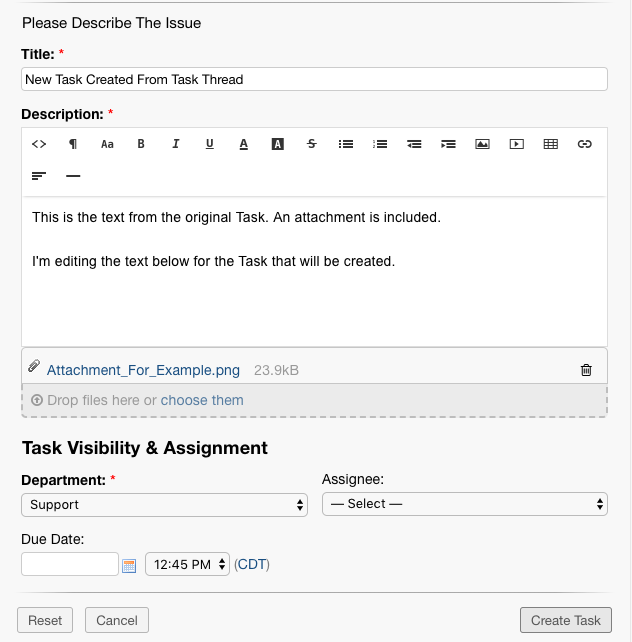 Please Describe The Issue
Title: *
New Task Created From Task Thread
Description: *
<> ¶ Aa B I U A A S
This is the text from the original Task. An attachment is included.
I'm editing the text below for the Task that will be created.
Attachment_For_Example.png 23.9kB
Drop files here or choose them
Task Visibility & Assignment
Department: * Assignee:
Support — Select —
Due Date:
12:45 PM (CDT)
Reset Cancel Create Task